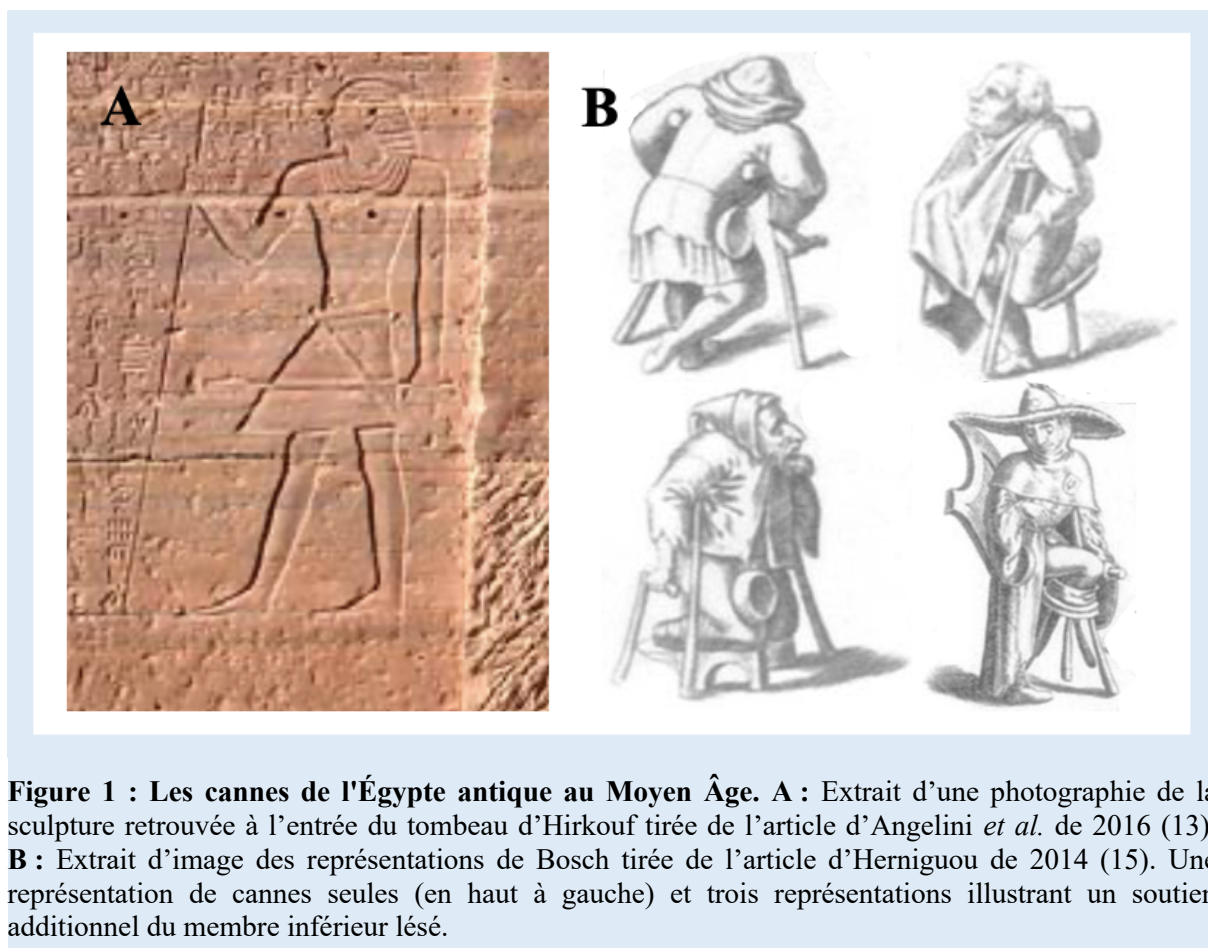 A
B
Figure 1 : Les cannes de l'Égypte antique au Moyen Âge. A : Extrait d’une photographie de la
sculpture retrouvée à l’entrée du tombeau d’Hirkouf tirée de l’article d’Angelini et al. de 2016 (13)
B : Extrait d’image des représentations de Bosch tirée de l’article d’Herniguou de 2014 (15). Une
représentation de cannes seules (en haut à gauche) et trois représentations illustrant un soutien
additionnel du membre inférieur lésé.